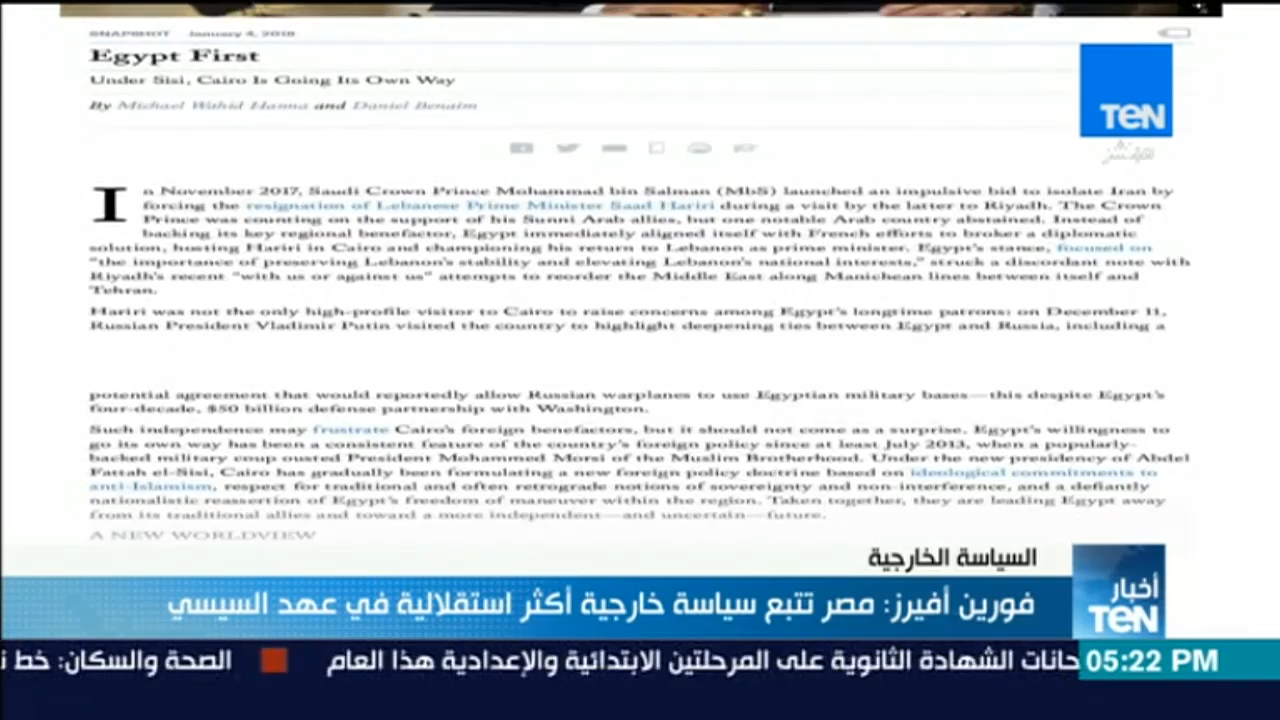 SNAPSHOT January 4, 2018
Egypt First
Under Sisi, Cairo Is Going Its Own Way
By Michael Wahid Hanna and Daniel Benaim
TEN
In November 2017, Saudi Crown Prince Mohammad bin Salman (MbS) launched an impulsive bid to isolate Iran by
forcing the resignation of Lebanese Prime Minister Saad Hariri during a visit by the latter to Riyadh. The Crown
Prince was counting on the support of his Sunni Arab allies, but one notable Arab country abstained. Instead of
backing its key regional benefactor, Egypt immediately aligned itself with French efforts to broker a diplomatic
solution, hosting Hariri in Cairo and championing his return to Lebanon as prime minister. Egypt's stance, focused on
"the importance of preserving Lebanon's stability and elevating Lebanon's national interests," struck a discordant note with
Riyadh's recent "with us or against us" attempts to reorder the Middle East along Manichean lines between itself and
Tehran.
Hariri was not the only high-profile visitor to Cairo to raise concerns among Egypt's longtime patrons: on December 11,
Russian President Vladimir Putin visited the country to highlight deepening ties between Egypt and Russia, including a
potential agreement that would reportedly allow Russian warplanes to use Egyptian military bases—this despite Egypt's
four-decade, $50 billion defense partnership with Washington.
Such independence may frustrate Cairo's foreign benefactors, but it should not come as a surprise. Egypt's willingness to
go its own way has been a consistent feature of the country's foreign policy since at least July 2013, when a popularly-
backed military coup ousted President Mohammed Morsi of the Muslim Brotherhood. Under the new presidency of Abdel
Fattah el-Sisi, Cairo has gradually been formulating a new foreign policy doctrine based on ideological commitments to
anti-Islamism, respect for traditional and often retrograde notions of sovereignty and non-interference, and a defiantly
nationalistic reassertion of Egypt's freedom of maneuver within the region. Taken together, they are leading Egypt away
from its traditional allies and toward a more independent—and uncertain—future.
A NEW WORLDVIEW
السياسة الخارجية
أخبار
TEN
فورين أفيرز: مصر تتبع سياسة خارجية أكثر استقلالية في عهد السيسي
05:22 PM
حانات الشهادة الثانوية على المرحلتين الابتدائية والإعدادية هذا العام
الصحة والسكان: خط